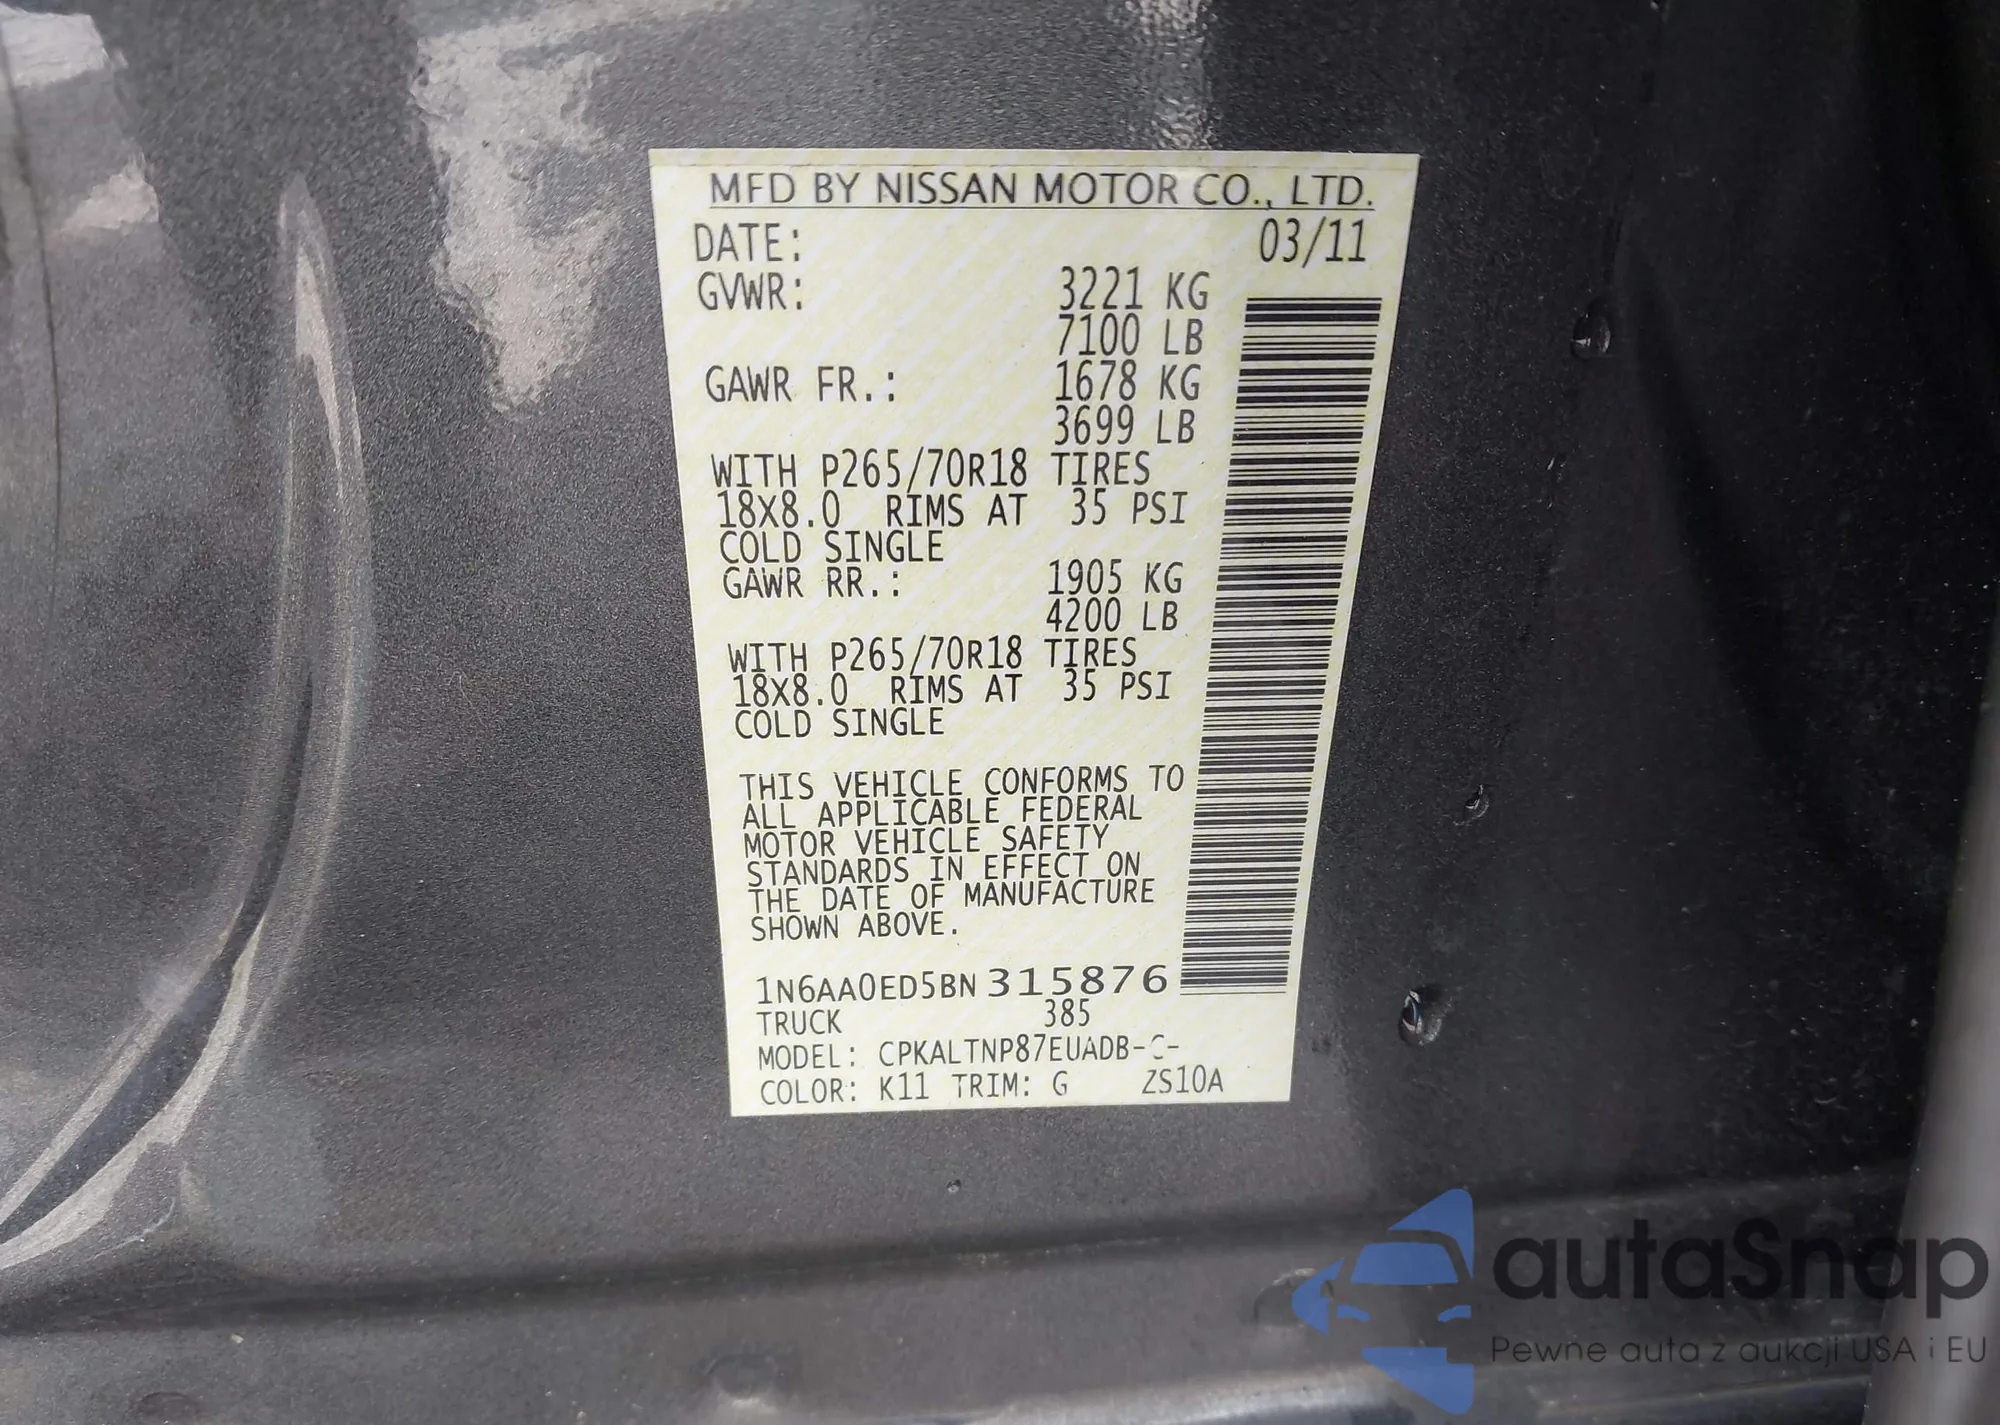 MFD BY NISSAN MOTOR CO., LTD.
DATE: 03/11
GVWR: 3221 KG
7100 LB
GAWR FR.: 1678 KG
3699 LB
WITH P265/70R18 TIRES
18X8.0 RIMS AT 35 PSI
COLD SINGLE
GAWR RR.: 1905 KG
4200 LB
WITH P265/70R18 TIRES
18X8.0 RIMS AT 35 PSI
COLD SINGLE
THIS VEHICLE CONFORMS TO
ALL APPLICABLE FEDERAL
MOTOR VEHICLE SAFETY
STANDARDS IN EFFECT ON
THE DATE OF MANUFACTURE
SHOWN ABOVE.
1N6AA0ED5BN315876
TRUCK 385
MODEL: CPKALTNP87EUADB-C-
COLOR: K11 TRIM: G ZS10A
autaSnap
Pewne auta z aukcji USA i EU